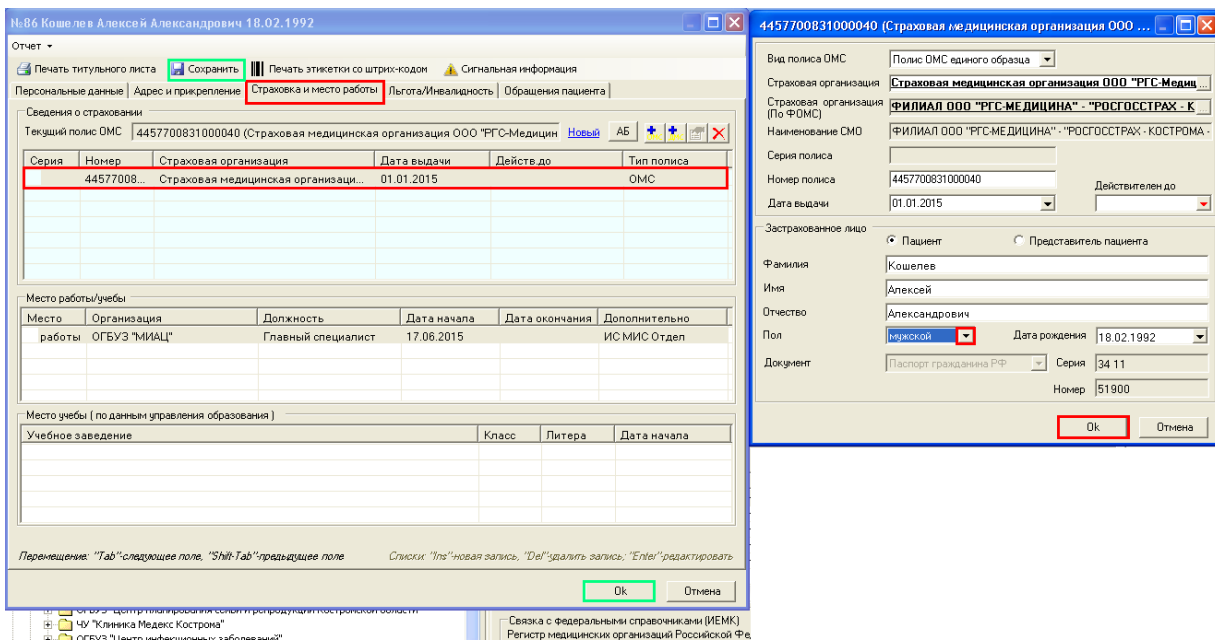 №86 Кошелев Алексей Александрович 18.02.1992
Отчет
Печать титульного листа Сохранить Печать этикетки со штрих-кодом Сигнальная информация
Персональные данные Адрес и прикрепление Страховка и место работы Льгота/Инвалидность Обращения пациента
Сведения о страховании
Текущий полис ОМС 4457700831000040 (Страховая медицинская организация ООО "РГС-Медицин Новый АБ
Серия Номер Страховая организация Дата выдачи Действ.до Тип полиса
44577008... Страховая медицинская организаци... 01.01.2015 ОМС
Место работы/учебы
Место Организация Должность Дата начала Дата окончания Дополнительно
работы ОГБУЗ "МИАЦ" Главный специалист 17.06.2015 ИС МИС Отдел
Место учебы ( по данным управления образования )
Учебное заведение Класс Литера Дата начала
Перемещение: "Tab"-следующее поле, "Shift-Tab"-предыдущее поле Списки: "Ins"-новая запись, "Del"-удалить запись; "Enter"-редактировать
Ok Отмена
4457700831000040 (Страховая медицинская организация ООО ...
Вид полиса ОМС Полис ОМС единого образца
Страховая организация Страховая медицинская организация ООО "РГС-Медиц ...
Страховая организация (По ФОМС) ФИЛИАЛ ООО "РГС-МЕДИЦИНА" - "РОСГОССТРАХ - К ...
Наименование СМО ФИЛИАЛ ООО "РГС-МЕДИЦИНА" - "РОСГОССТРАХ - КОСТРОМА -
Серия полиса
Номер полиса 4457700831000040 Действителен до
Дата выдачи 01.01.2015
Застрахованное лицо
Пациент Представитель пациента
Фамилия Кошелев
Имя Алексей
Отчество Александрович
Пол мужской Дата рождения 18.02.1992
Документ Паспорт гражданина РФ Серия 34 11
Номер 51900
Ok Отмена
ОГБУЗ "Центр планирования семьи и репродукции Костромской области"
ЧУ "Клиника Медекс Кострома"
ОГБУЗ "Центр инфекционных заболеваний"
Связка с федеральными справочниками (ИЕМК)
Регистр медицинских организаций Российской Фе